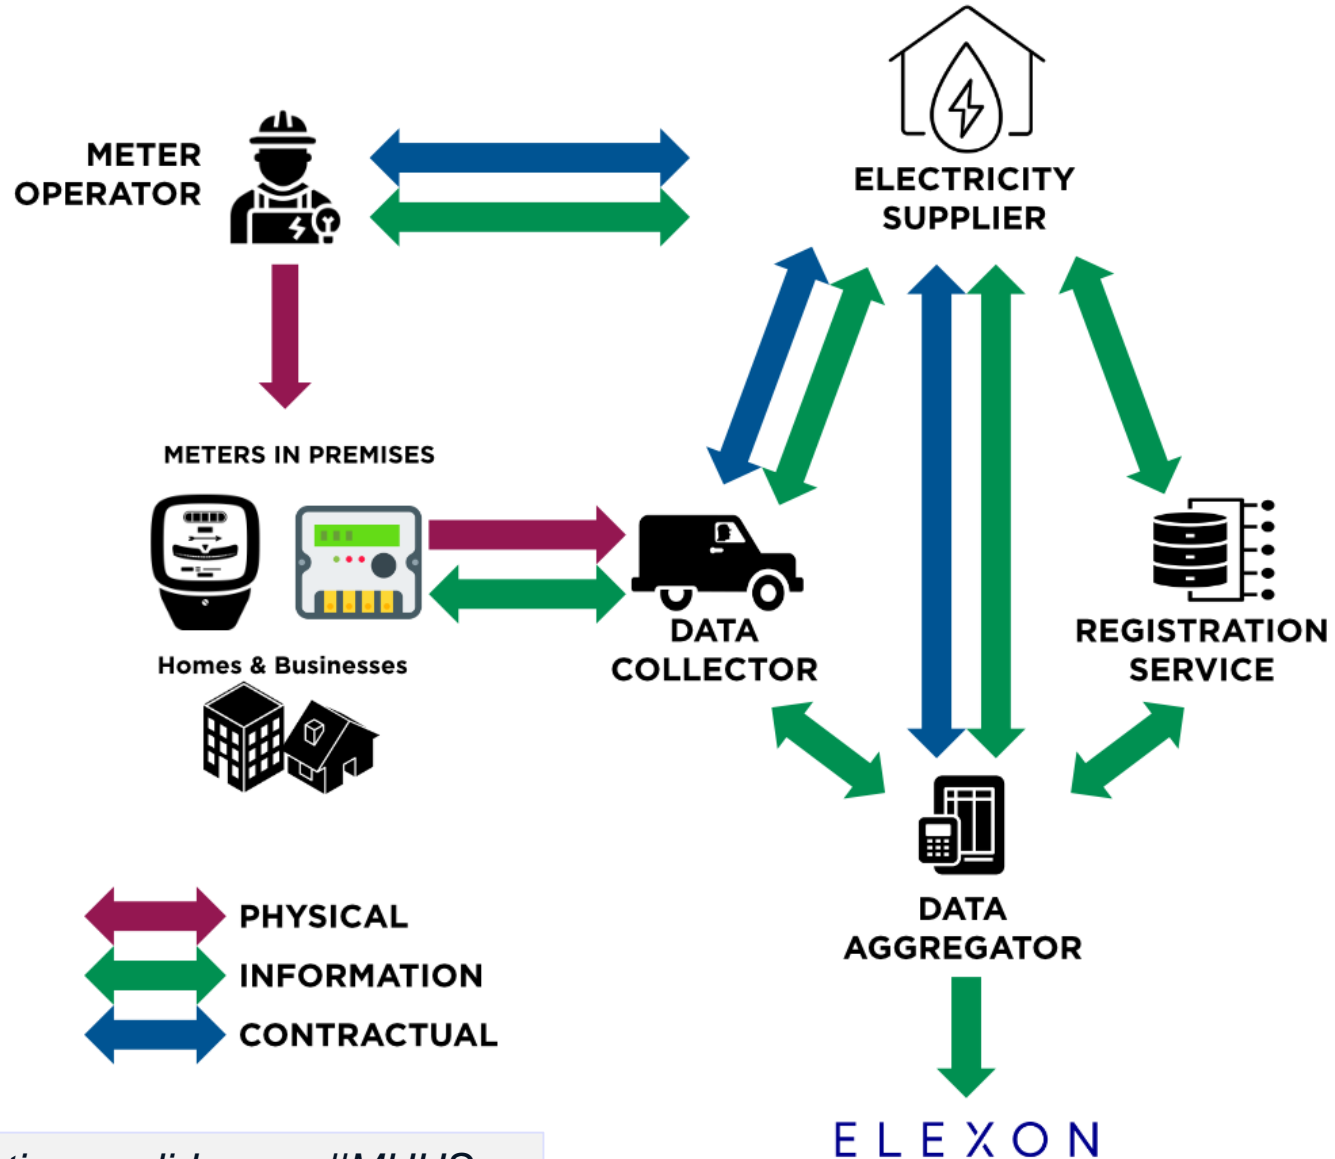 METER
OPERATOR
ELECTRICITY
SUPPLIER
METERS IN PREMISES
Homes & Businesses
DATA
COLLECTOR
REGISTRATION
SERVICE
DATA
AGGREGATOR
PHYSICAL
INFORMATION
CONTRACTUAL
ELEXON